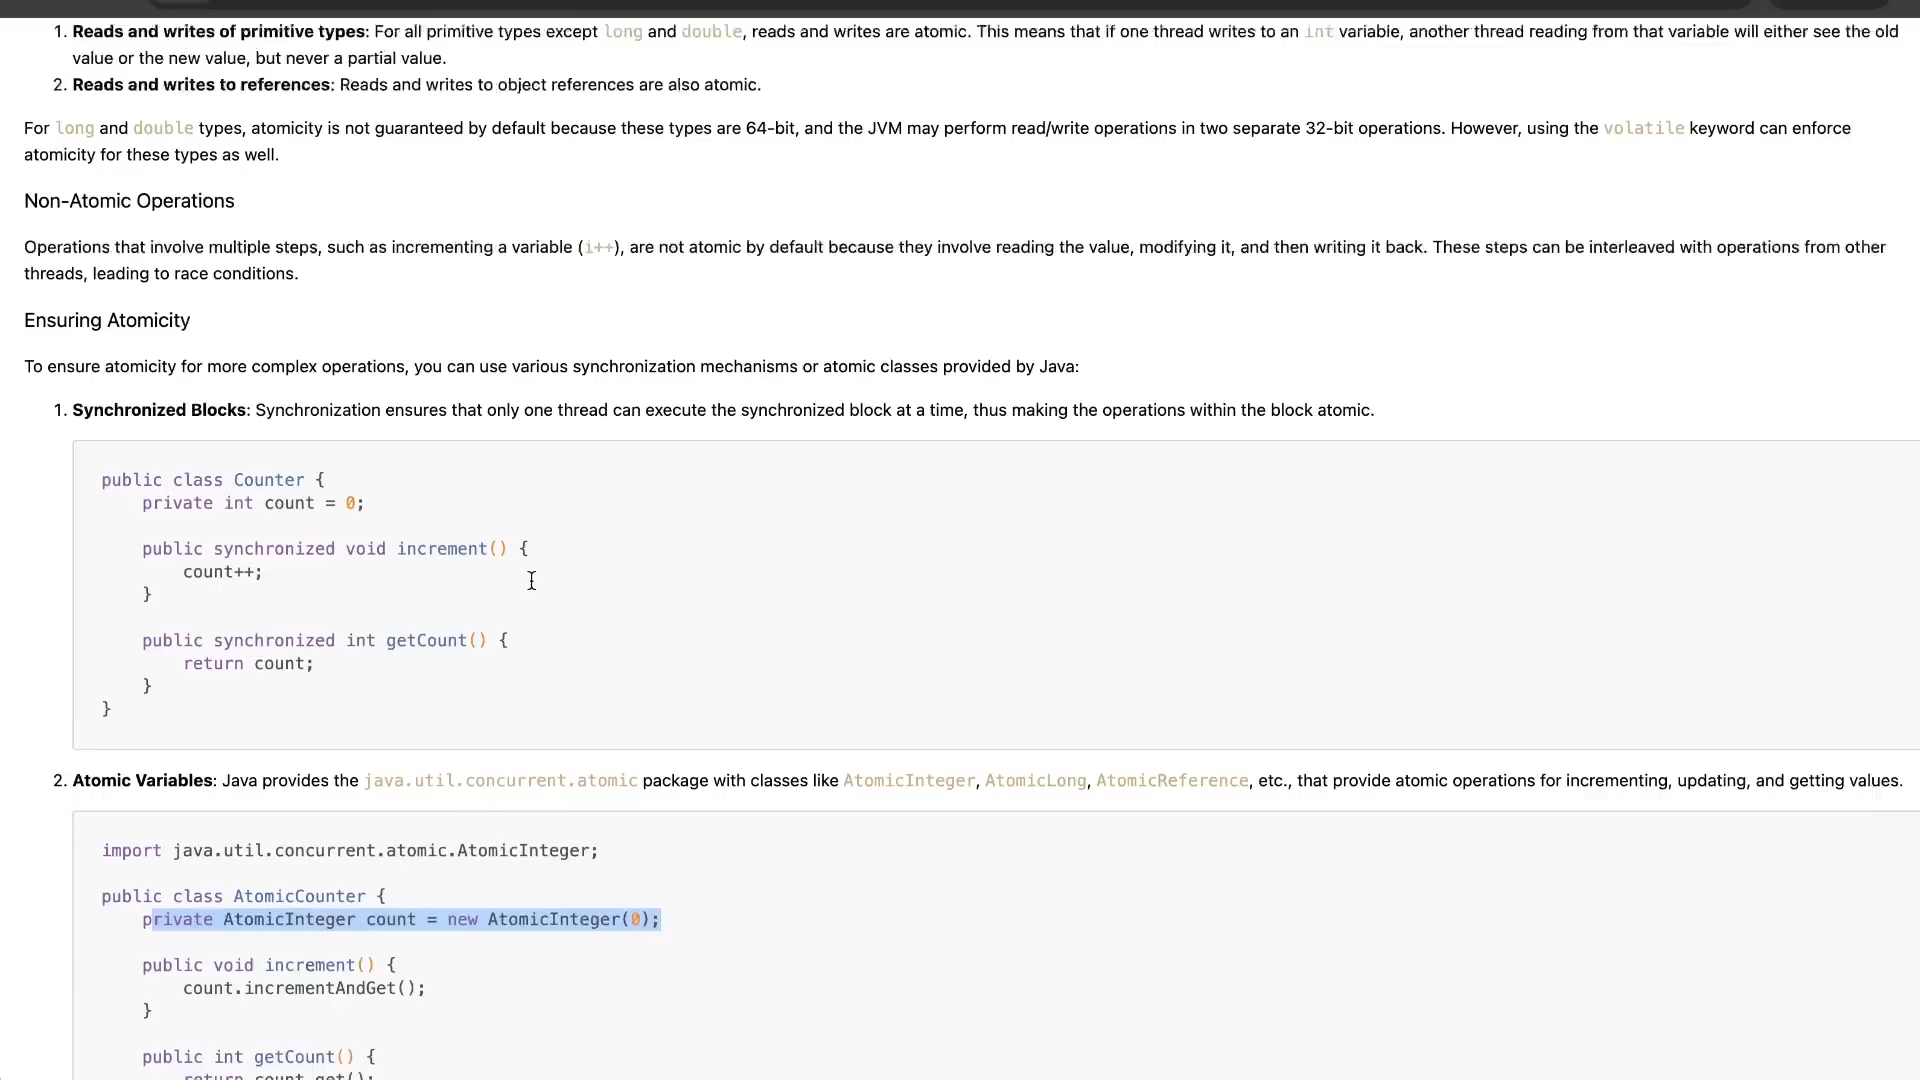 1. Reads and writes of primitive types: For all primitive types except long and double, reads and writes are atomic. This means that if one thread writes to an int variable, another thread reading from that variable will either see the old
value or the new value, but never a partial value.
2. Reads and writes to references: Reads and writes to object references are also atomic.
For long and double types, atomicity is not guaranteed by default because these types are 64-bit, and the JVM may perform read/write operations in two separate 32-bit operations. However, using the volatile keyword can enforce
atomicity for these types as well.
Non-Atomic Operations
Operations that involve multiple steps, such as incrementing a variable (i++), are not atomic by default because they involve reading the value, modifying it, and then writing it back. These steps can be interleaved with operations from other
threads, leading to race conditions.
Ensuring Atomicity
To ensure atomicity for more complex operations, you can use various synchronization mechanisms or atomic classes provided by Java:
1. Synchronized Blocks: Synchronization ensures that only one thread can execute the synchronized block at a time, thus making the operations within the block atomic.
public class Counter {
private int count = 0;
public synchronized void increment() {
count++;
}
public synchronized int getCount() {
return count;
}
}
2. Atomic Variables: Java provides the java.util.concurrent.atomic package with classes like AtomicInteger, AtomicLong, AtomicReference, etc., that provide atomic operations for incrementing, updating, and getting values.
import java.util.concurrent.atomic.AtomicInteger;
public class AtomicCounter {
private AtomicInteger count = new AtomicInteger(0);
public void increment() {
count.incrementAndGet();
}
public int getCount() {
return count.get();